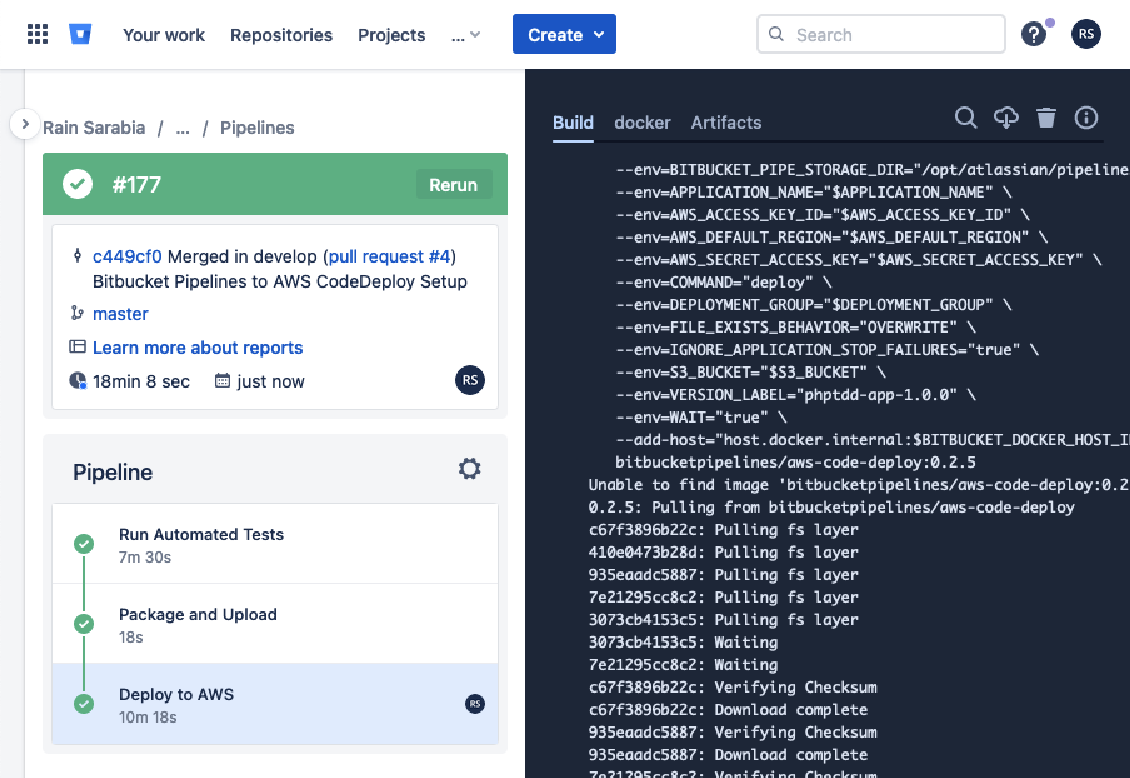 Your work Repositories Projects ... Create Search ? RS
Rain Sarabia / ... / Pipelines
#177 Rerun
c449cf0 Merged in develop (pull request #4)
Bitbucket Pipelines to AWS CodeDeploy Setup
master
Learn more about reports
18min 8 sec just now RS
Pipeline
Run Automated Tests
7m 30s
Package and Upload
18s
Deploy to AWS RS
10m 18s
Build docker Artifacts
--env=BITBUCKET_PIPE_STORAGE_DIR="/opt/atlassian/pipeline
--env=APPLICATION_NAME="$APPLICATION_NAME" \
--env=AWS_ACCESS_KEY_ID="$AWS_ACCESS_KEY_ID" \
--env=AWS_DEFAULT_REGION="$AWS_DEFAULT_REGION" \
--env=AWS_SECRET_ACCESS_KEY="$AWS_SECRET_ACCESS_KEY" \
--env=COMMAND="deploy" \
--env=DEPLOYMENT_GROUP="$DEPLOYMENT_GROUP" \
--env=FILE_EXISTS_BEHAVIOR="OVERWRITE" \
--env=IGNORE_APPLICATION_STOP_FAILURES="true" \
--env=S3_BUCKET="$S3_BUCKET" \
--env=VERSION_LABEL="phptdd-app-1.0.0" \
--env=WAIT="true" \
--add-host="host.docker.internal:$BITBUCKET_DOCKER_HOST_I
bitbucketpipelines/aws-code-deploy:0.2.5
Unable to find image 'bitbucketpipelines/aws-code-deploy:0.2
0.2.5: Pulling from bitbucketpipelines/aws-code-deploy
c67f3896b22c: Pulling fs layer
410e0473b28d: Pulling fs layer
935eaadc5887: Pulling fs layer
7e21295cc8c2: Pulling fs layer
3073cb4153c5: Pulling fs layer
3073cb4153c5: Waiting
7e21295cc8c2: Waiting
c67f3896b22c: Verifying Checksum
c67f3896b22c: Download complete
935eaadc5887: Verifying Checksum
935eaadc5887: Download complete
7e21295cc8c2: Verifying Checksum